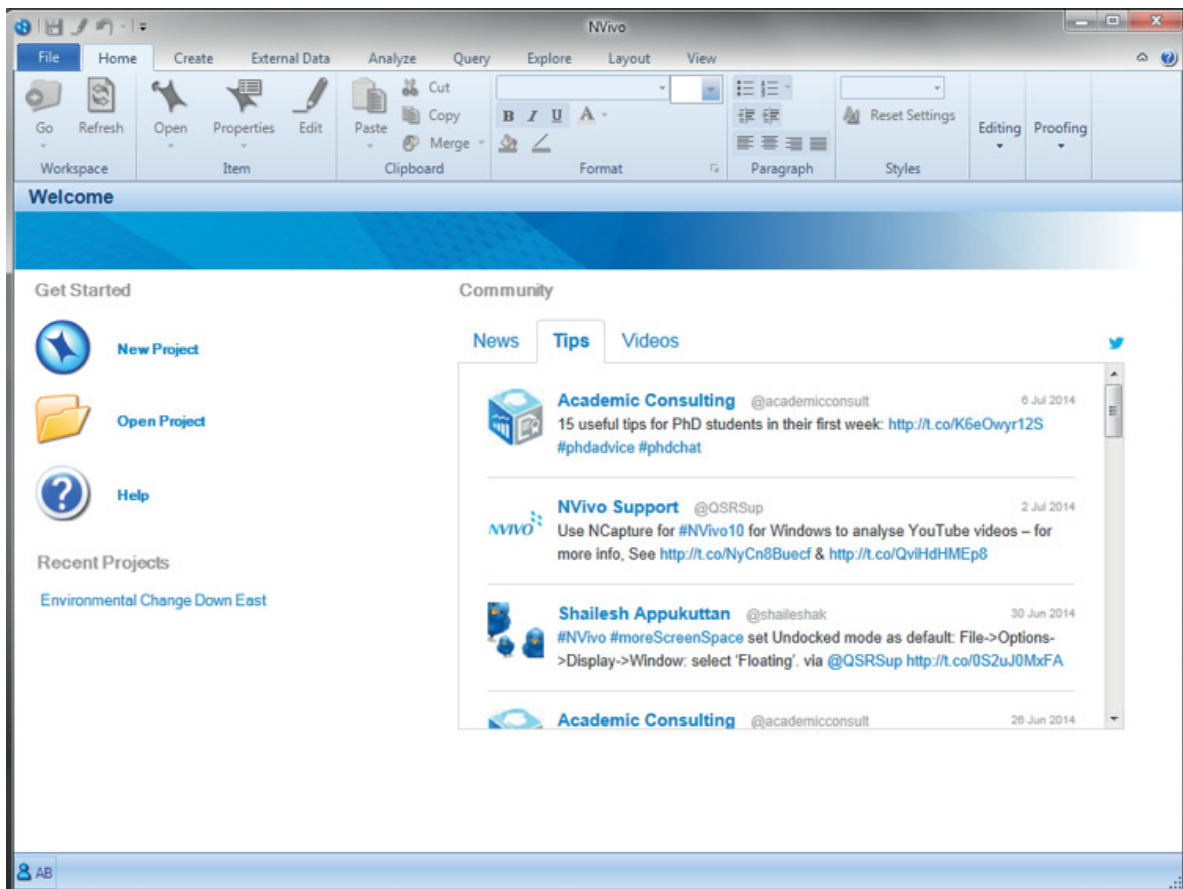 NVivo
File Home Create External Data Analyze Query Explore Layout View
Go Refresh Open Properties Edit Paste Cut Copy Merge B I U A Reset Settings Editing Proofing
Workspace Item Clipboard Format Paragraph Styles
Welcome
Get Started
New Project
Open Project
Help
Recent Projects
Environmental Change Down East
Community
News Tips Videos
Academic Consulting @academicconsult 6 Jul 2014
15 useful tips for PhD students in their first week: http://t.co/K6eOwyr12S
#phdadvice #phdchat
NVivo Support @QSRSup 2 Jul 2014
NVIVO
Use NCapture for #NVivo10 for Windows to analyse YouTube videos – for
more info, See http://t.co/NyCn8Buecf & http://t.co/QviHdHMEp8
Shailesh Appukuttan @shaileshak 30 Jun 2014
#NVivo #moreScreenSpace set Undocked mode as default: File->Options-
>Display->Window: select 'Floating'. via @QSRSup http://t.co/0S2uJ0MxFA
Academic Consulting @academicconsult 26 Jun 2014
AB